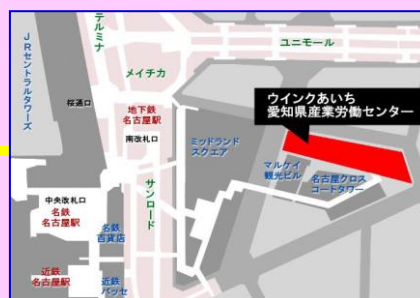 JRセントラルタワーズ
テルミナ
ユニモール
メイチカ
桜通口
地下鉄
名古屋駅
南改札口
ウインクあいち
愛知県産業労働センター
ミッドランド
スクエア
サンロード
マルケイ
観光ビル
名古屋クロス
コートタワー
中央改札口
名鉄
名古屋駅
名鉄
百貨店
近鉄
名古屋駅
近鉄
パッセ